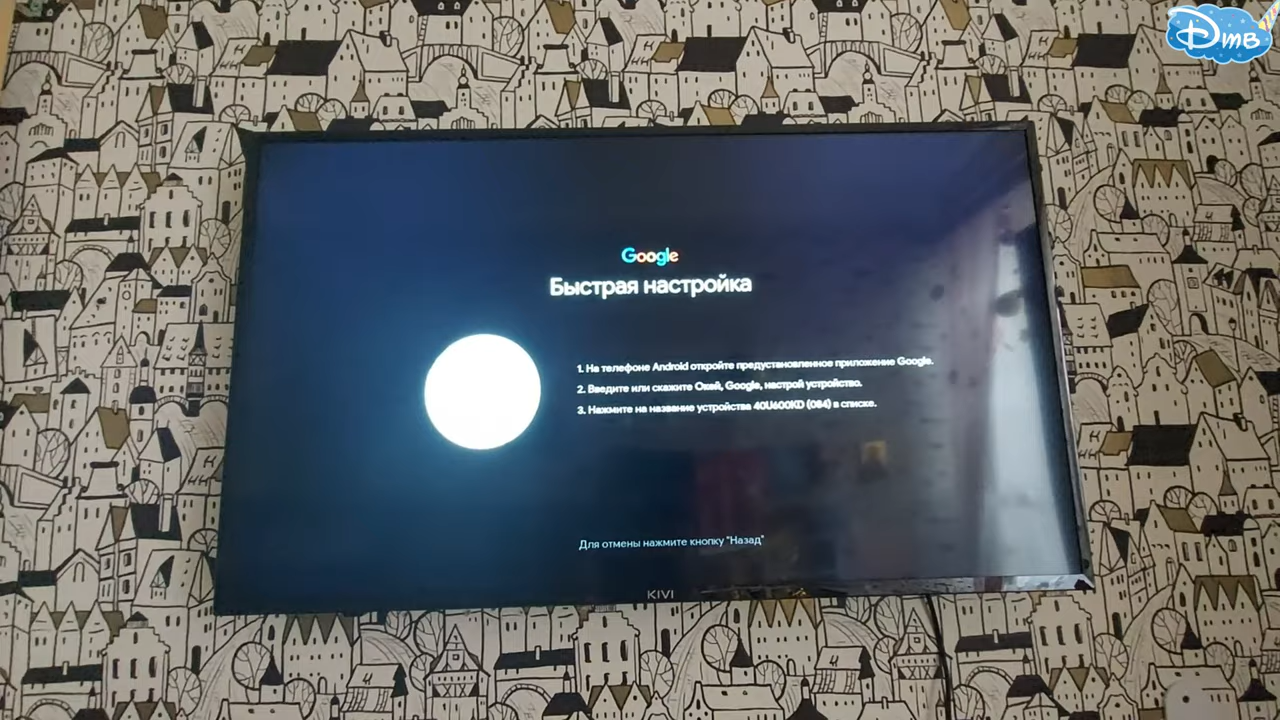 Dmв
Google
Быстрая настройка
1. На телефоне Android откройте предустановленное приложение Google.
2. Введите или скажите Окей, Google, настрой устройство.
3. Нажмите на название устройства 40U600KD (084) в списке.
Для отмены нажмите кнопку "Назад"
KIVI